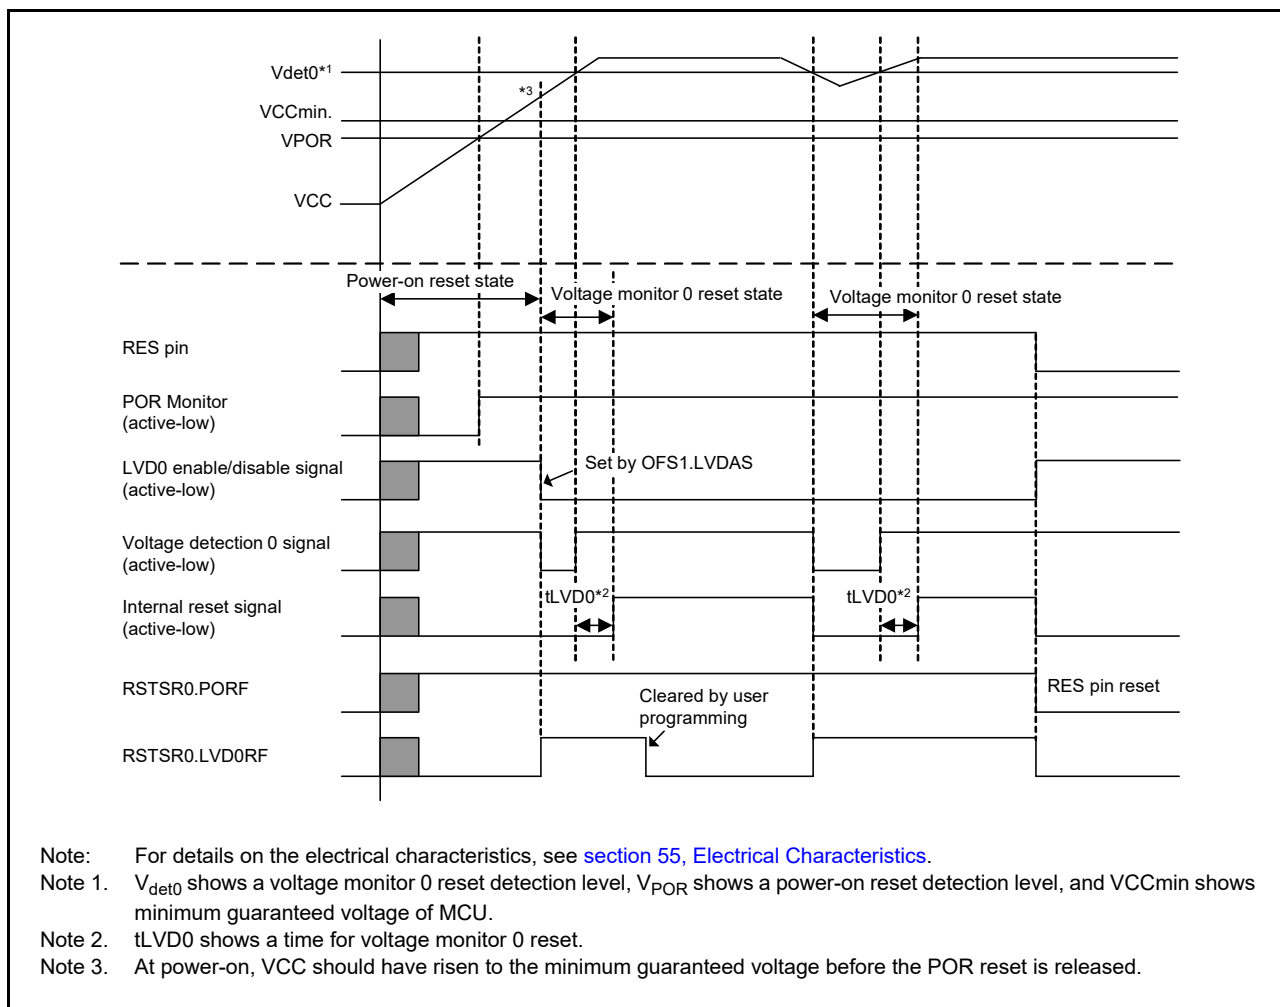 Vdet0*1
*3
VCCmin.
VPOR
VCC
Power-on reset state
Voltage monitor 0 reset state
Voltage monitor 0 reset state
RES pin
POR Monitor
(active-low)
LVD0 enable/disable signal
(active-low)
Set by OFS1.LVDAS
Voltage detection 0 signal
(active-low)
Internal reset signal
(active-low)
tLVD0*2
tLVD0*2
RSTSR0.PORF
RES pin reset
Cleared by user
programming
RSTSR0.LVD0RF
Note: For details on the electrical characteristics, see section 55, Electrical Characteristics.
Note 1. Vdet0 shows a voltage monitor 0 reset detection level, VPOR shows a power-on reset detection level, and VCCmin shows
minimum guaranteed voltage of MCU.
Note 2. tLVD0 shows a time for voltage monitor 0 reset.
Note 3. At power-on, VCC should have risen to the minimum guaranteed voltage before the POR reset is released.